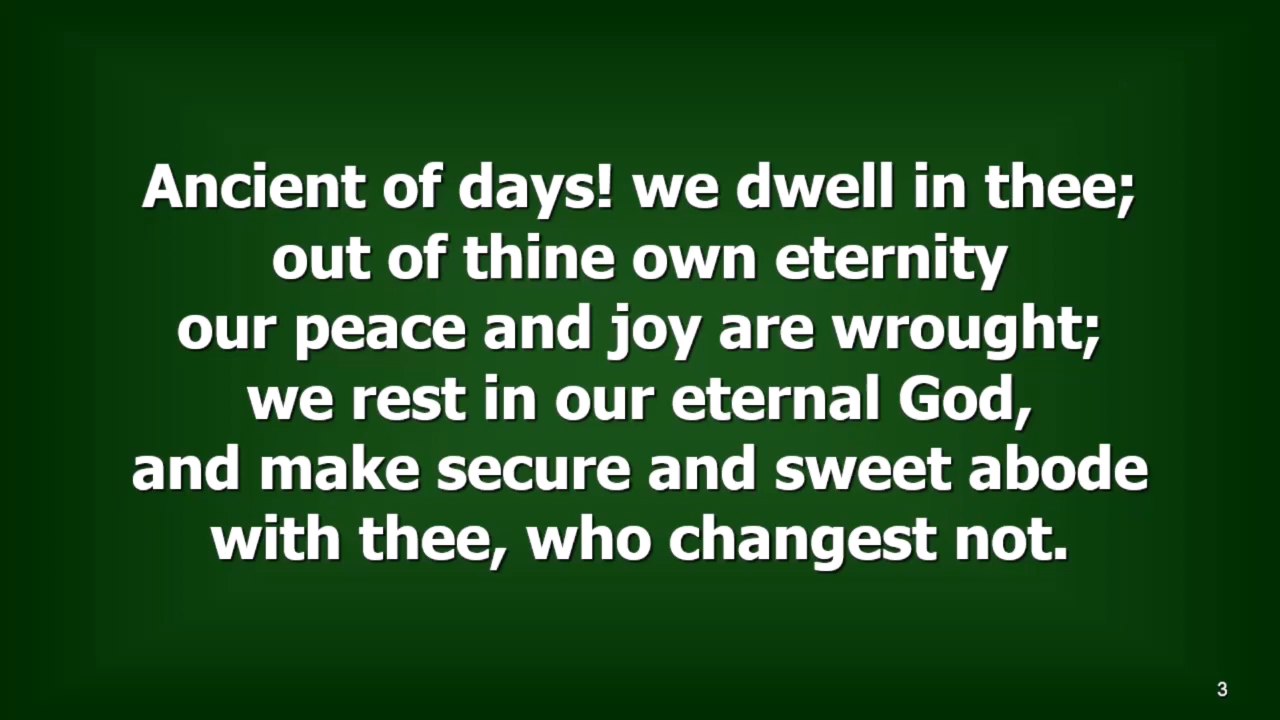 Ancient of days! we dwell in thee;
out of thine own eternity
our peace and joy are wrought;
we rest in our eternal God,
and make secure and sweet abode
with thee, who changest not.
3